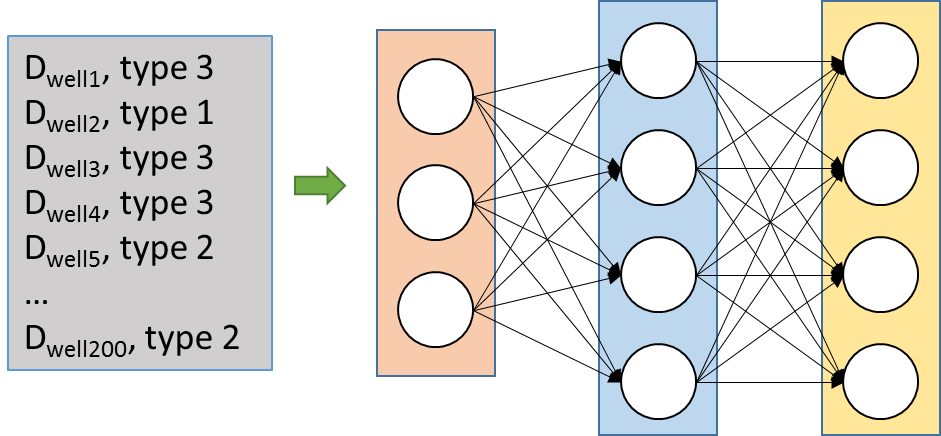 Dwell1, type 3
Dwell2, type 1
Dwell3, type 3
Dwell4, type 3
Dwell5, type 2
...
Dwell200, type 2